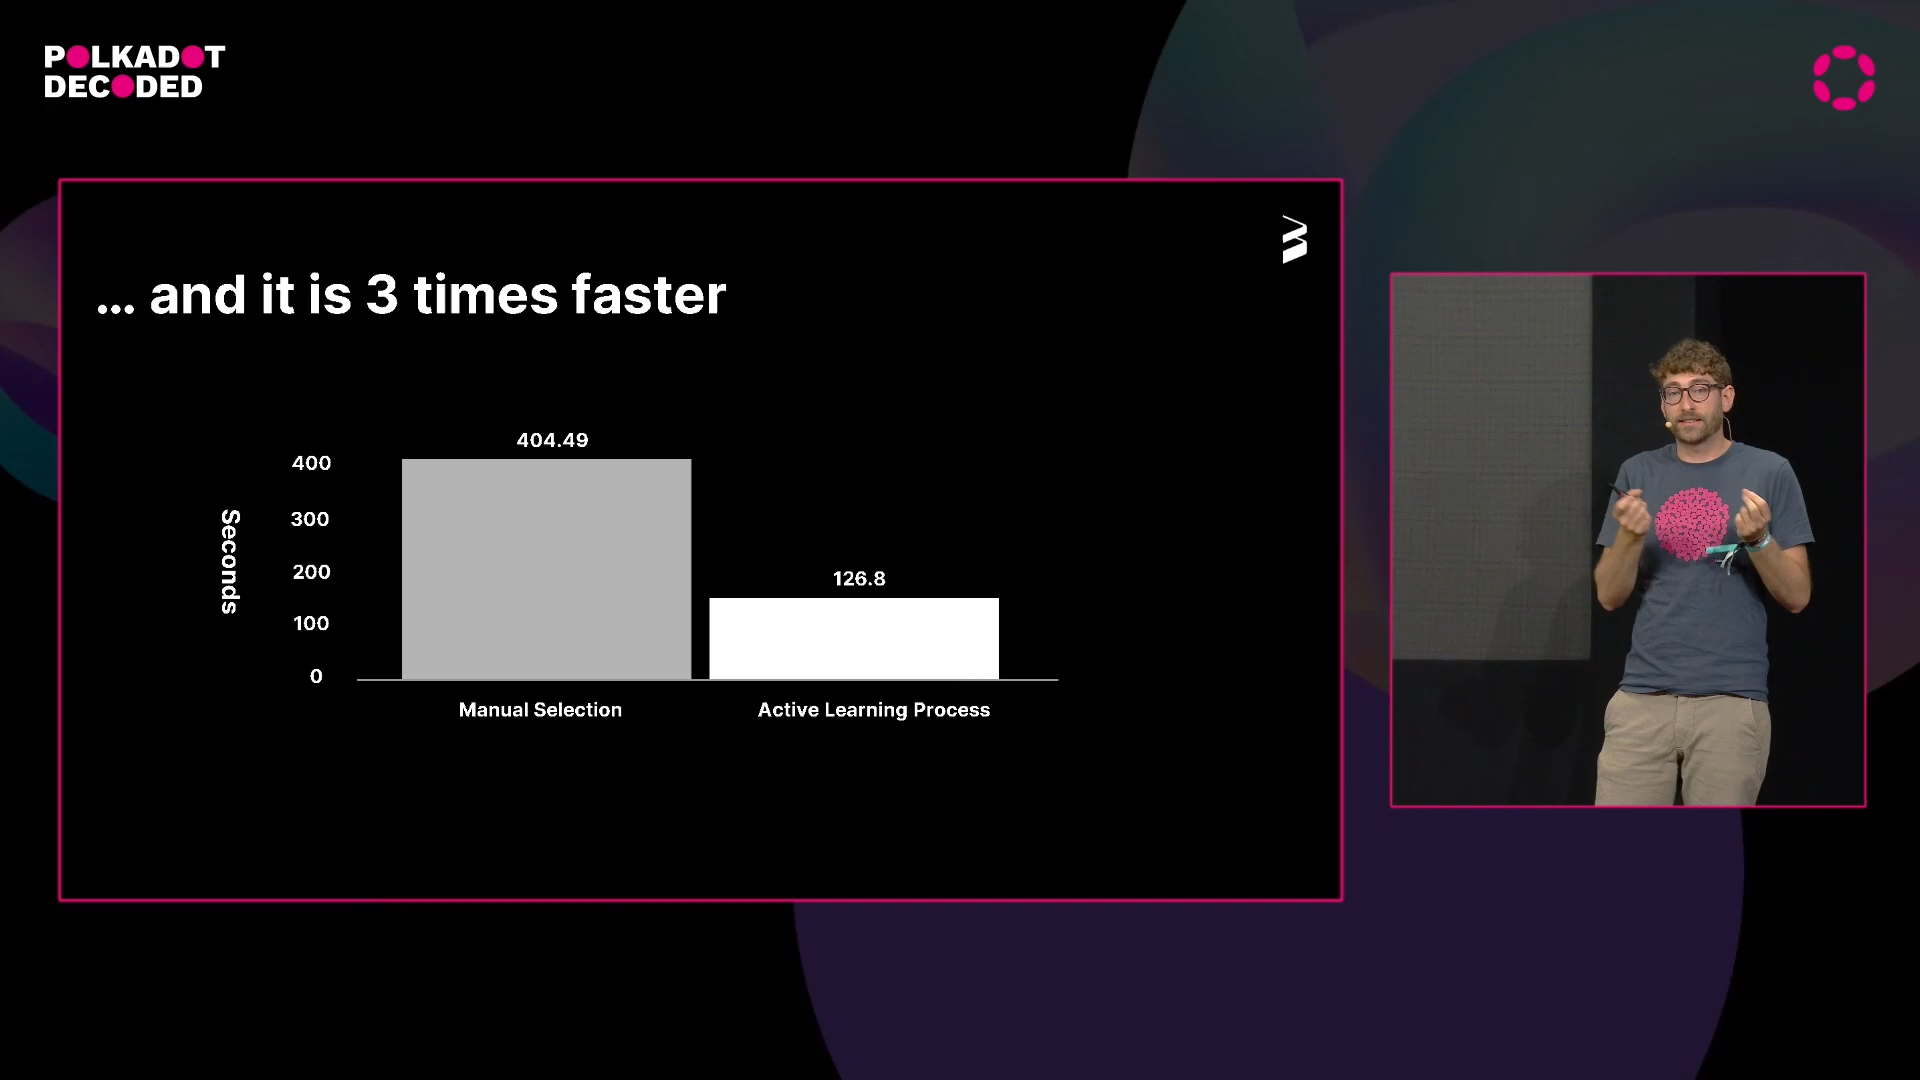 POLKADOT
DECODED
... and it is 3 times faster
404.49
400
300
200
100
0
Seconds
126.8
Manual Selection
Active Learning Process